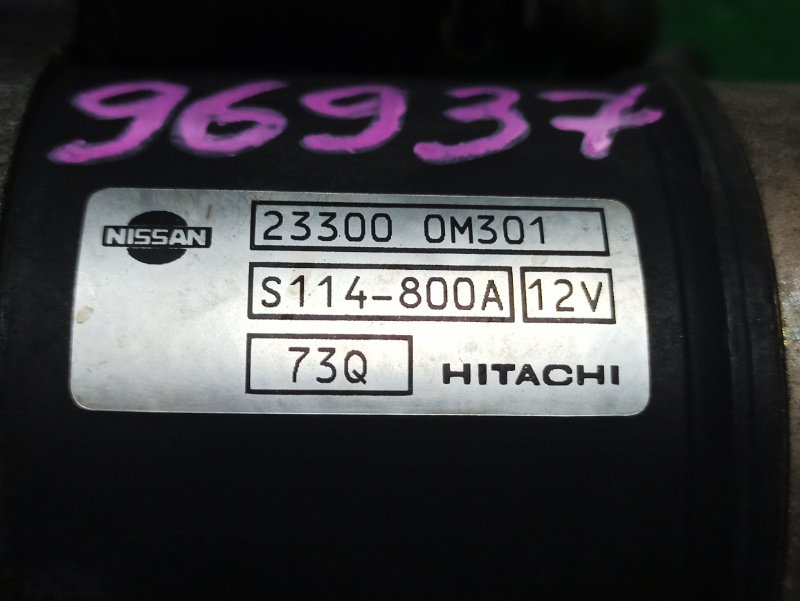 96937
NISSAN 23300 0M301
S114-800A 12V
73Q HITACHI